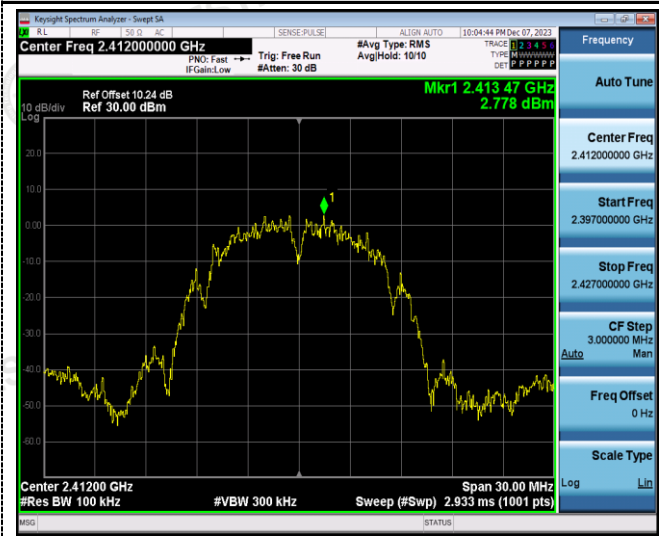 Keysight Spectrum Analyzer - Swept SA
RL RF 50 Ω AC SENSE:PULSE ALIGN AUTO 10:04:44 PM Dec 07, 2023
Center Freq 2.412000000 GHz
PNO: Fast
IFGain:Low
Trig: Free Run
#Atten: 30 dB
#Avg Type: RMS
Avg|Hold: 10/10
TRACE 1 2 3 4 5 6
TYPE M W W W W W
DET P P P P P P
Mkr1 2.413 47 GHz
2.778 dBm
Ref Offset 10.24 dB
10 dB/div Ref 30.00 dBm
Log
20.0
10.0
0.00
-10.0
-20.0
-30.0
-40.0
-50.0
-60.0
1
Center 2.41200 GHz Span 30.00 MHz
#Res BW 100 kHz #VBW 300 kHz Sweep (#Swp) 2.933 ms (1001 pts)
MSG STATUS
Frequency
Auto Tune
Center Freq
2.412000000 GHz
Start Freq
2.397000000 GHz
Stop Freq
2.427000000 GHz
CF Step
3.000000 MHz
Auto Man
Freq Offset
0 Hz
Scale Type
Log Lin